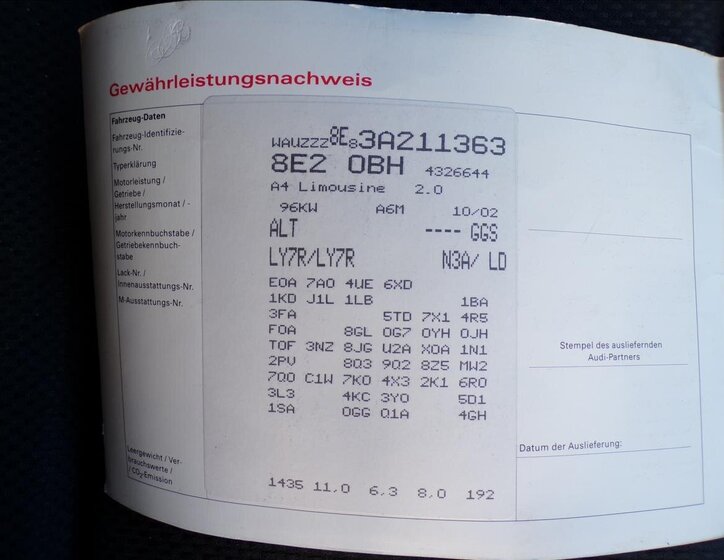 Gewährleistungsnachweis
Fahrzeug-Daten
Fahrzeug-Identifizie-
rungs-Nr.
Typerklärung
Motorleistung /
Getriebe /
Herstellungsmonat / -
jahr
Motorkennbuchstabe /
Getriebekennbuch-
stabe
Lack-Nr. /
Innenausstattungs-Nr.
M-Ausstattungs-Nr.
Leergewicht / Ver-
brauchswerte /
/ CO₂-Emission
WAUZZZ8E83A211363
8E2 0BH 4326644
A4 Limousine 2.0
96KW A6M 10/02
ALT ---- GGS
LY7R/LY7R N3A/ LD
E0A 7A0 4UE 6XD
1KD J1L 1LB 1BA
3FA 5TD 7X1 4R5
F0A 8GL 0G7 0YH 0JH
T0F 3NZ 8JG U2A X0A 1N1
2PV 8Q3 9Q2 8Z5 MW2
7Q0 C1W 7K0 4X3 2K1 6R0
3L3 4KC 3Y0 5D1
1SA 0GG Q1A 4GH
1435 11,0 6,3 8,0 192
Stempel des ausliefernden
Audi-Partners
Datum der Auslieferung: